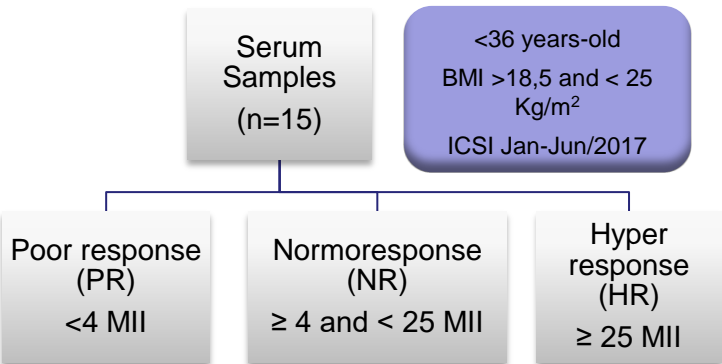 Serum
Samples
(n=15)
<36 years-old
BMI >18,5 and < 25
Kg/m²
ICSI Jan-Jun/2017
Poor response
(PR)
<4 MII
Normoresponse
(NR)
≥ 4 and < 25 MII
Hyper
response
(HR)
≥ 25 MII